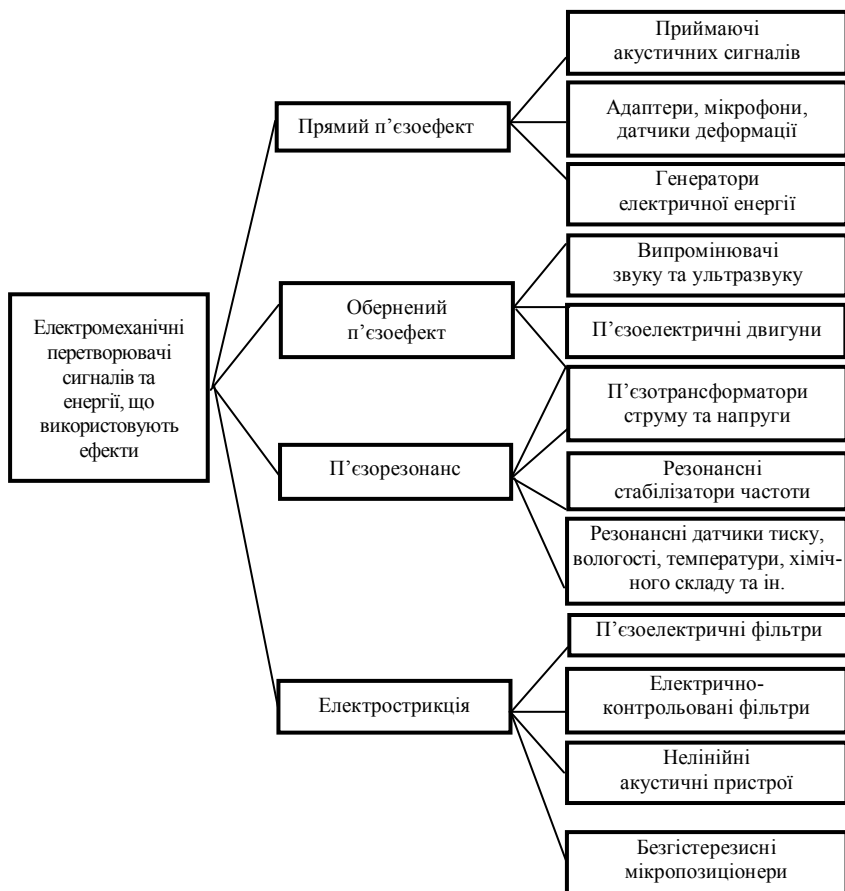 Електромеханічні
перетворювачі
сигналів та
енергії, що
використовують
ефекти
Прямий п’єзоефект
Приймаючі
акустичних сигналів
Адаптери, мікрофони,
датчики деформації
Генератори
електричної енергії
Обернений
п’єзоефект
Випромінювачі
звуку та ультразвуку
П’єзоелектричні двигуни
П’єзотрансформатори
струму та напруги
П’єзорезонанс
Резонансні
стабілізатори частоти
Резонансні датчики тиску,
вологості, температури, хіміч-
ного складу та ін.
Електрострикція
П’єзоелектричні фільтри
Електрично-
контрольовані фільтри
Нелінійні
акустичні пристрої
Безгістерезисні
мікропозиціонери